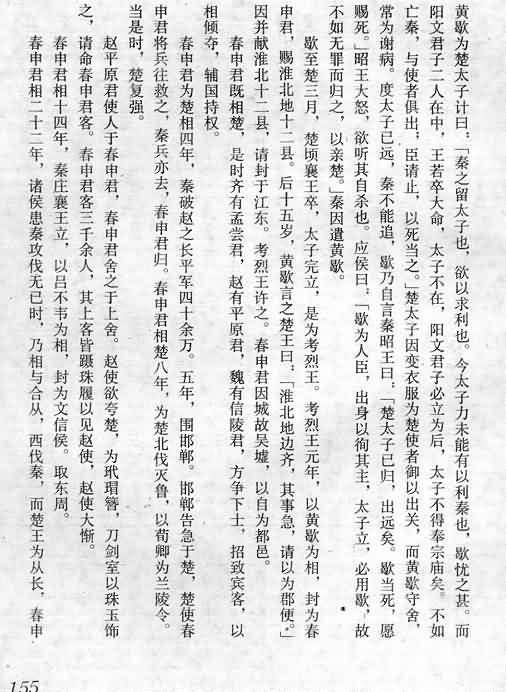 黄歇为楚太子计曰：「秦之留太子也，欲以求利也。今太子力未能有以利秦也，歇忧之甚。而
阳文君子二人在中，王若卒大命，太子不在，阳文君子必立为后，太子不得奉宗庙矣。不如
亡秦，与使者俱出；臣请止，以死当之。」楚太子因变衣服为楚使者御以出关，而黄歇守舍，
常为谢病。度太子已远，秦不能追，歇乃自言秦昭王曰：「楚太子已归，出远矣。歇当死，愿
赐死。」昭王大怒，欲听其自杀也。应侯曰：「歇为人臣，出身以徇其主，太子立，必用歇，故
不如无罪而归之，以亲楚。」秦因遣黄歇。
歇至楚三月，楚顷襄王卒，太子完立，是为考烈王。考烈王元年，以黄歇为相，封为春
申君，赐淮北地十二县。后十五岁，黄歇言之楚王曰：「淮北地边齐，其事急，请以为郡便。」
因并献淮北十二县，请封于江东。考烈王许之。春申君因城故吴墟，以自为都邑。
春申君既相楚，是时齐有孟尝君，赵有平原君，魏有信陵君，方争下士，招致宾客，以
相倾夺，辅国持权。
春申君为楚相四年，秦破赵之长平军四十余万。五年，围邯郸。邯郸告急于楚，楚使春
申君将兵往救之，秦兵亦去，春申君归。春申君相楚八年，为楚北伐灭鲁，以荀卿为兰陵令。
当是时，楚复强。
赵平原君使人于春申君，春申君舍之于上舍。赵使欲夸楚，为玳瑁簪，刀剑室以珠玉饰
之，请命春申君客。春申君客三千余人，其上客皆蹑珠履以见赵使，赵使大惭。
春申君相十四年，秦庄襄王立，以吕不韦为相，封为文信侯。取东周。
春申君相二十二年，诸侯患秦攻伐无已时，乃相与合从，西伐秦，而楚王为从长，春申
155